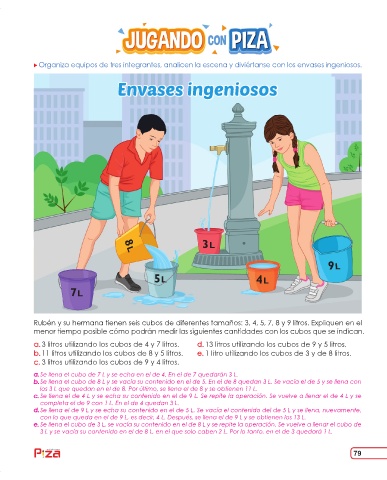 JUGANDO CON PIZA
Organiza equipos de tres integrantes, analicen la escena y diviértanse con los envases ingeniosos.
Envases ingeniosos
8 L
3 L
9 L
5 L
4 L
7 L
Rubén y su hermana tienen seis cubos de diferentes tamaños: 3, 4, 5, 7, 8 y 9 litros. Expliquen en el
menor tiempo posible cómo podrán medir las siguientes cantidades con los cubos que se indican.
a. 3 litros utilizando los cubos de 4 y 7 litros.
b. 11 litros utilizando los cubos de 8 y 5 litros.
c. 3 litros utilizando los cubos de 9 y 4 litros.
d. 13 litros utilizando los cubos de 9 y 5 litros.
e. 1 litro utilizando los cubos de 3 y de 8 litros.
a. Se llena el cubo de 7 L y se echa en el de 4. En el de 7 quedarán 3 L.
b. Se llena el cubo de 8 L y se vacía su contenido en el de 5. En el de 8 quedan 3 L. Se vacía el de 5 y se llena con
los 3 L que quedan en el de 8. Por último, se llena el de 8 y se obtienen 11 L.
c. Se llena el de 4 L y se echa su contenido en el de 9 L. Se repite la operación. Se vuelve a llenar el de 4 L y se
completa el de 9 con 1 L. En el de 4 quedan 3 L.
d. Se llena el de 9 L y se echa su contenido en el de 5 L. Se vacía el contenido del de 5 L y se llena, nuevamente,
con lo que queda en el de 9 L, es decir, 4 L. Después, se llena el de 9 L y se obtienen los 13 L.
e. Se llena el cubo de 3 L, se vacía su contenido en el de 8 L y se repite la operación. Se vuelve a llenar el cubo de
3 L y se vacía su contenido en el de 8 L, en el que solo caben 2 L. Por lo tanto, en el de 3 quedará 1 L.
Piza
79